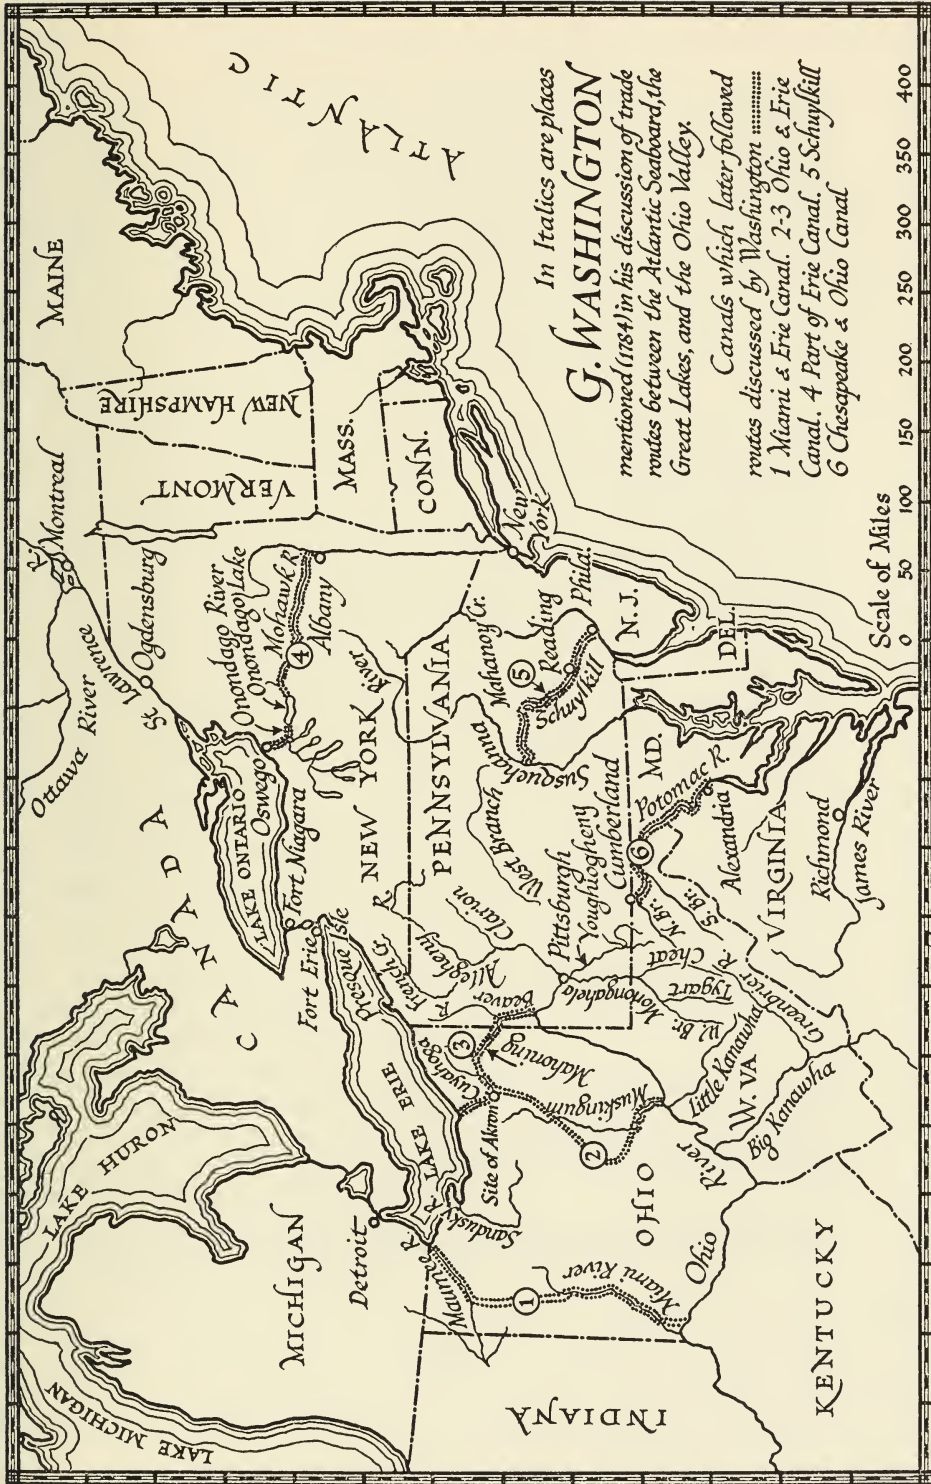 In Italics are places
G. WASHINGTON
mentioned (1784) in his discussion of trade
routes between the Atlantic Seaboard, the
Great Lakes, and the Ohio Valley.
Canals which later followed
routes discussed by Washington
1 Miami & Erie Canal. 2-3 Ohio & Erie
Canal. 4 Part of Erie Canal. 5 Schuylkill
6 Chesapeake & Ohio Canal
Scale of Miles
0 50 100 150 200 250 300 350 400
ATLANTIC
MAINE
NEW HAMPSHIRE
VERMONT
MASS.
CONN.
New
York
Montreal
R.
St. Lawrence
Ottawa River
Ogdensburg
Onondago River
Onondago Lake
Mohawk R.
Albany
4
CANADA
LAKE ONTARIO
Oswego
Fort Niagara
Fort Erie
NEW YORK
River
Susquehanna
PENNSYLVANIA
Mahanoy Cr.
5
Reading
Schuylkill
Phila.
N.J.
DEL.
MD.
West Branch
Clarion
Allegheny
R.
French Cr.
Presque Isle
Pittsburgh
Youghiogheny
Cumberland
6
Potomac R.
Alexandria
VIRGINIA
Richmond
James River
N. Br.
S. Br.
Cheat
R.
Tygart
W. Br.
Monongahela
Greenbrier
Little Kanawha
W. VA
Big Kanawha
Beaver
R.
Mahoning
3
Cuyahoga
LAKE ERIE
Site of Akron
Muskingum
2
OHIO
Ohio
River
Sandusky
R.
Maumee R.
1
Miami River
Miami
Detroit
MICHIGAN
LAKE HURON
LAKE MICHIGAN
INDIANA
KENTUCKY